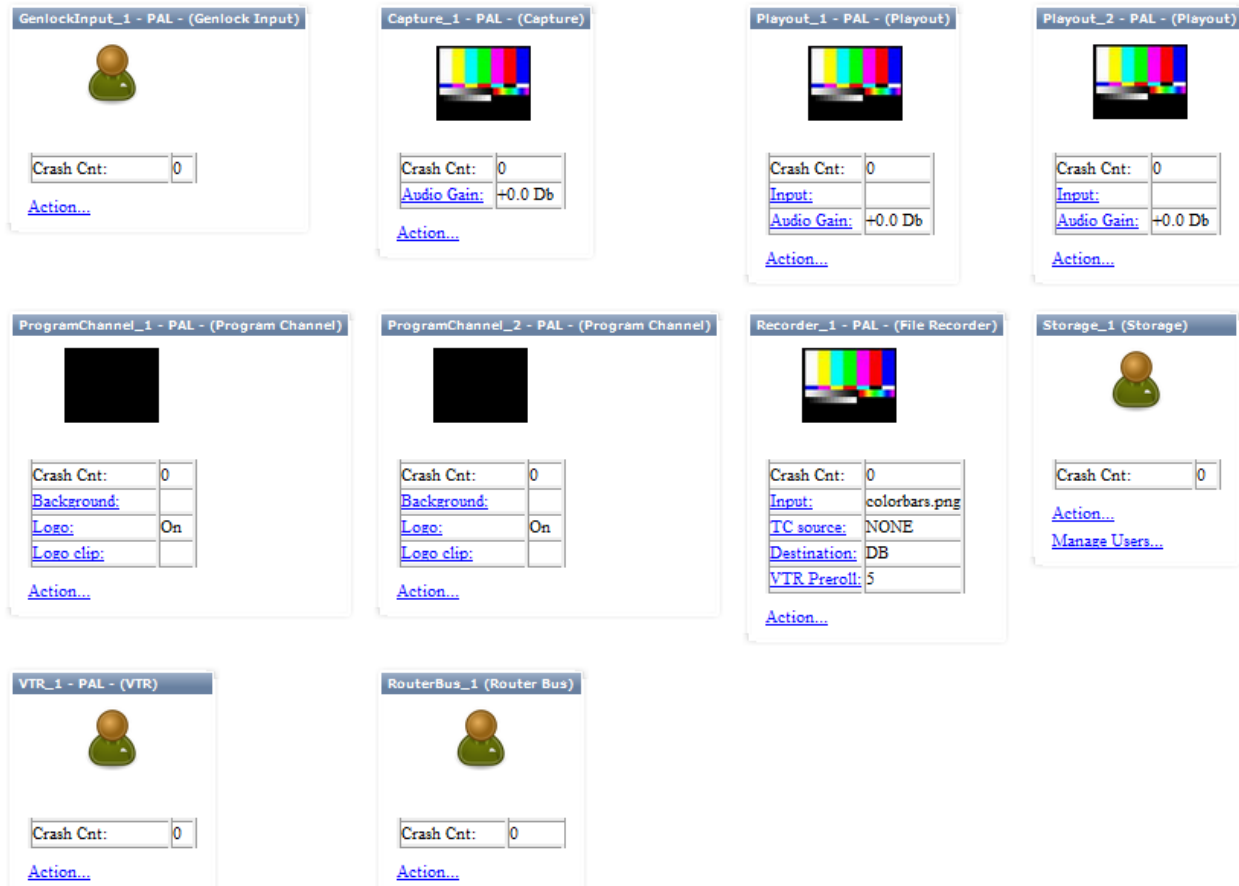 GenlockInput_1 - PAL - (Genlock Input)
Crash Cnt: 0
Action...
Capture_1 - PAL - (Capture)
Crash Cnt: 0
Audio Gain: +0.0 Db
Action...
Playout_1 - PAL - (Playout)
Crash Cnt: 0
Input:
Audio Gain: +0.0 Db
Action...
Playout_2 - PAL - (Playout)
Crash Cnt: 0
Input:
Audio Gain: +0.0 Db
Action...
ProgramChannel_1 - PAL - (Program Channel)
Crash Cnt: 0
Background:
Logo: On
Logo clip:
Action...
ProgramChannel_2 - PAL - (Program Channel)
Crash Cnt: 0
Background:
Logo: On
Logo clip:
Action...
Recorder_1 - PAL - (File Recorder)
Crash Cnt: 0
Input: colorbars.png
TC source: NONE
Destination: DB
VTR Preroll: 5
Action...
Storage_1 (Storage)
Crash Cnt: 0
Action...
Manage Users...
VTR_1 - PAL - (VTR)
Crash Cnt: 0
Action...
RouterBus_1 (Router Bus)
Crash Cnt: 0
Action...